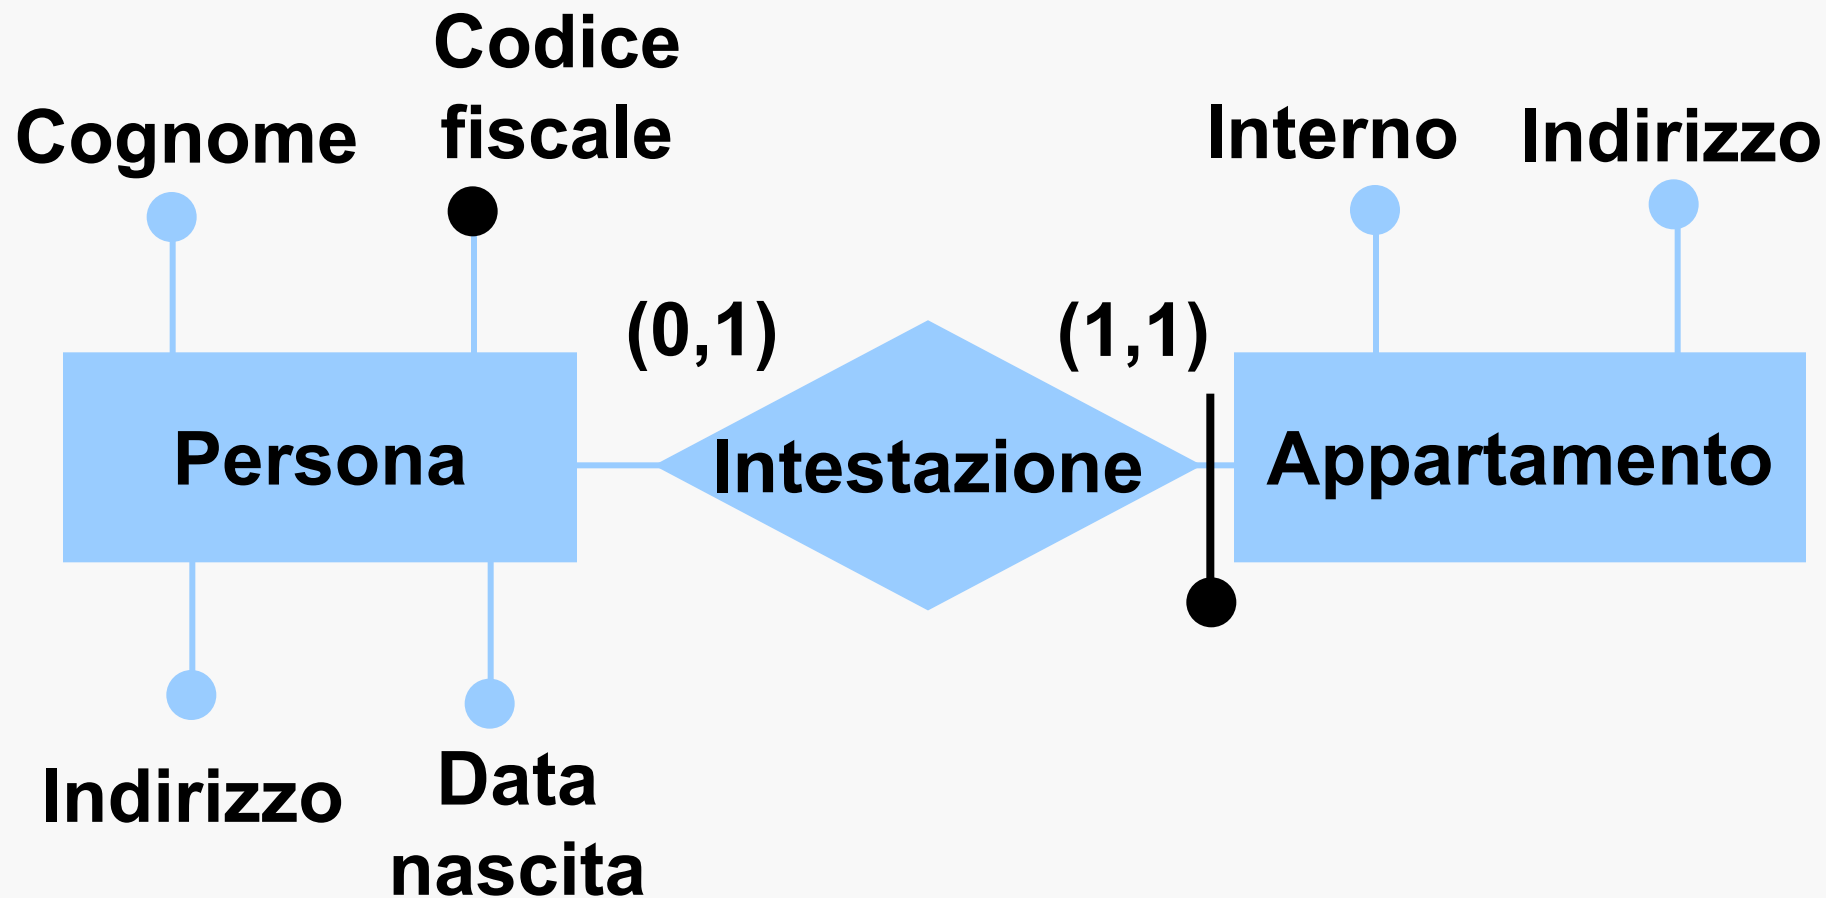 Codice
fiscale
Cognome
Interno
Indirizzo
(0,1)
(1,1)
Persona
Intestazione
Appartamento
Indirizzo
Data
nascita